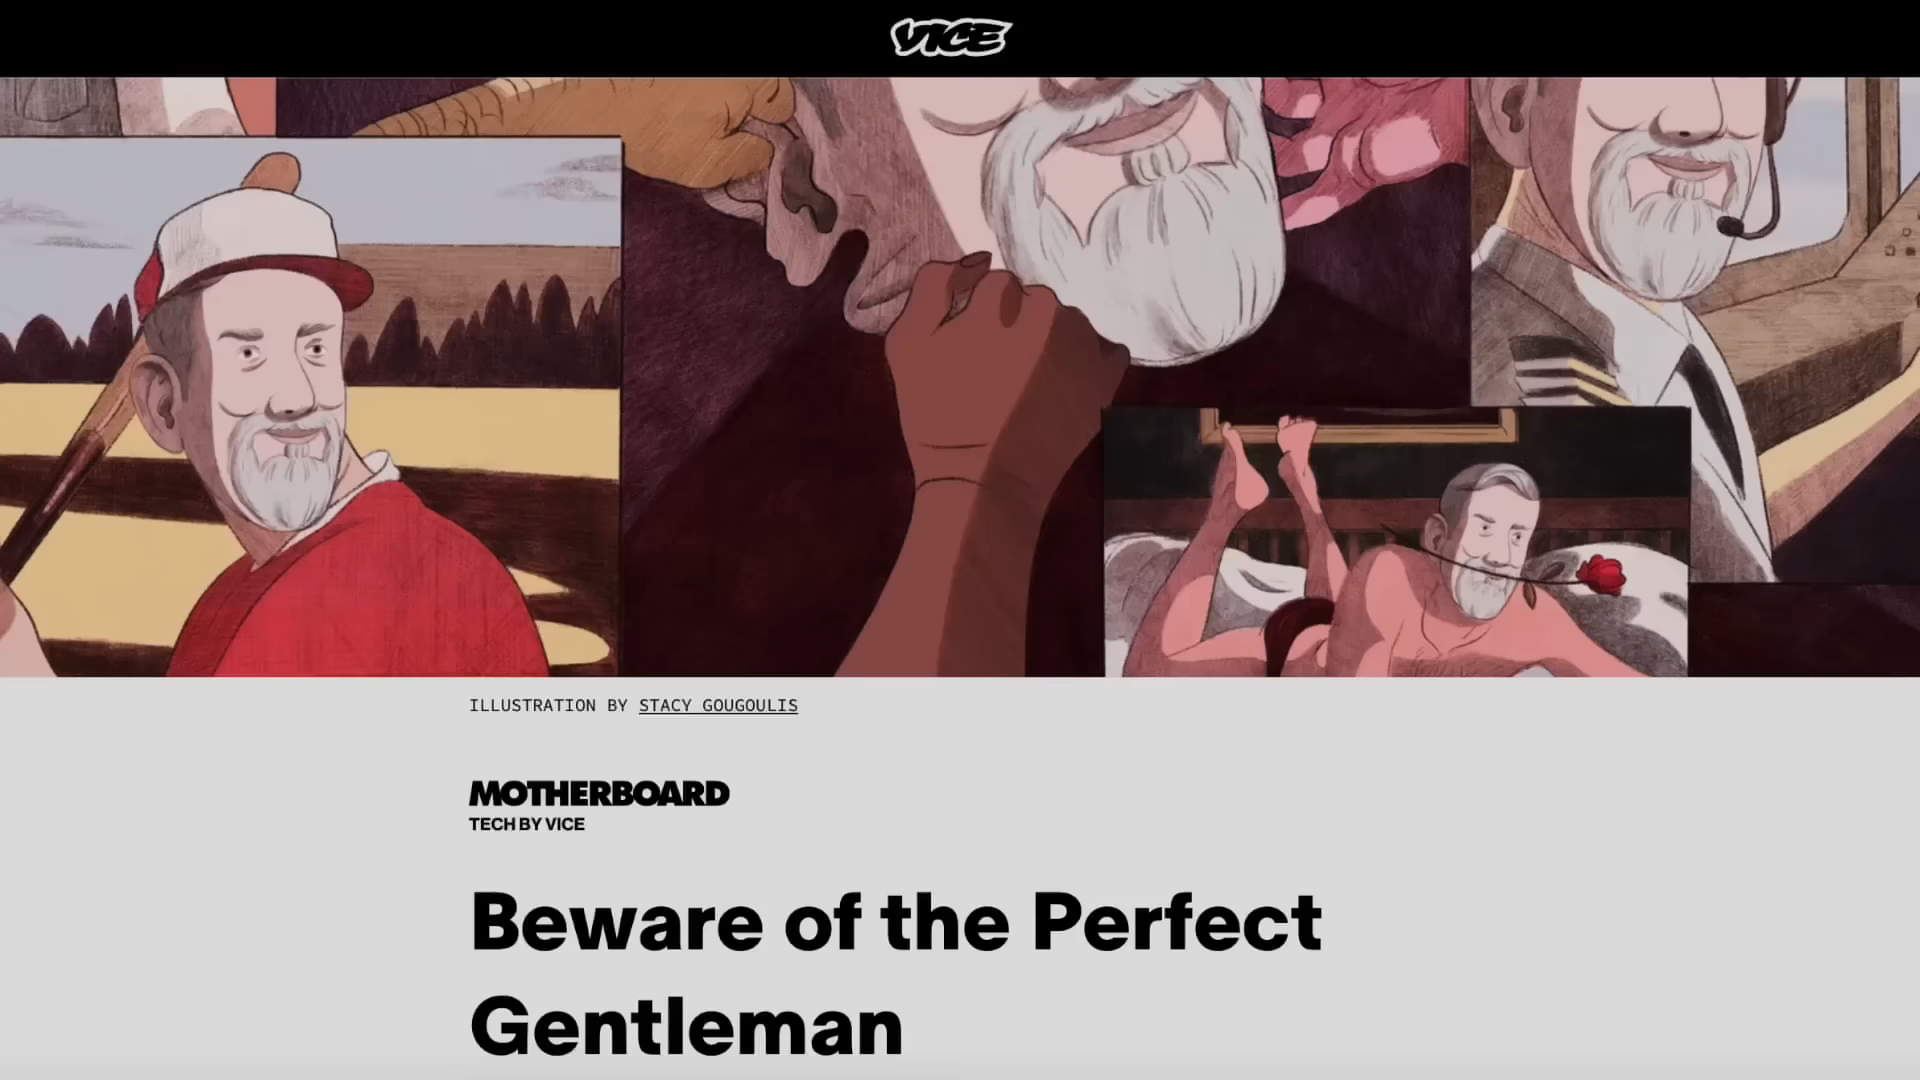 VICE
ILLUSTRATION BY STACY GOUGOULIS
MOTHERBOARD
TECH BY VICE
Beware of the Perfect
Gentleman